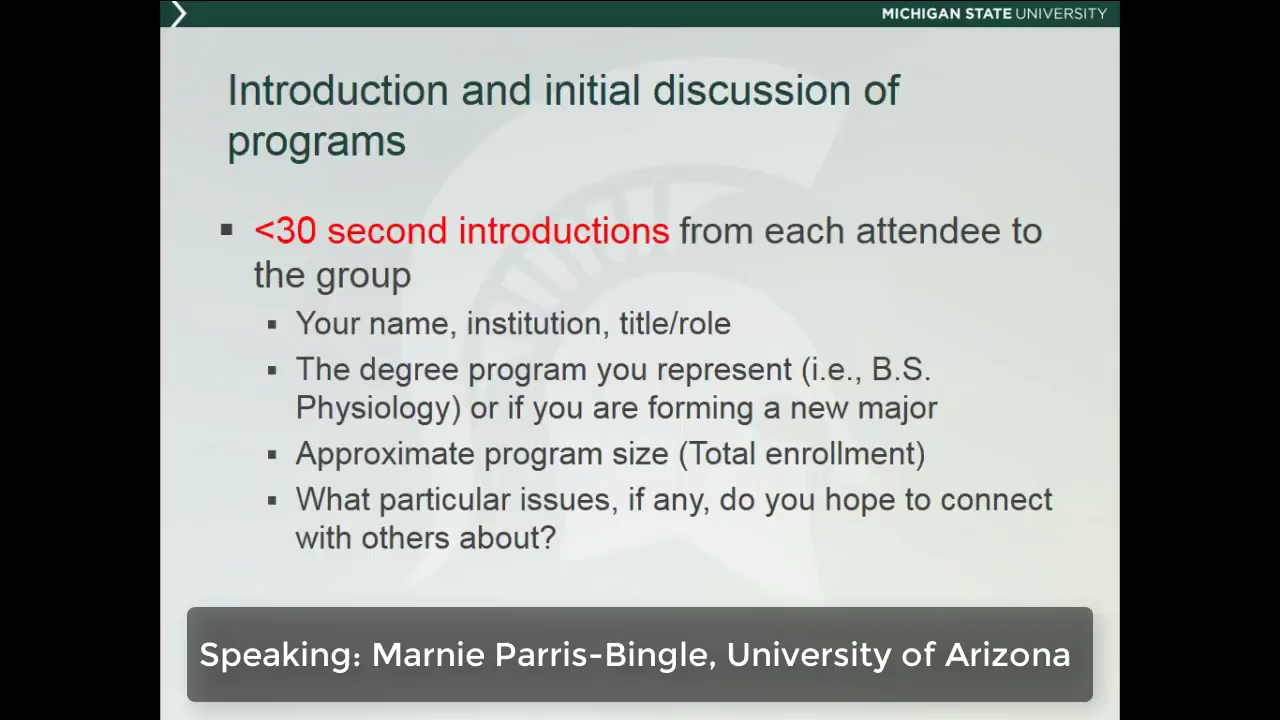 MICHIGAN STATE UNIVERSITY
Introduction and initial discussion of
programs
<30 second introductions from each attendee to
the group
Your name, institution, title/role
The degree program you represent (i.e., B.S.
Physiology) or if you are forming a new major
Approximate program size (Total enrollment)
What particular issues, if any, do you hope to connect
with others about?
Speaking: Marnie Parris-Bingle, University of Arizona